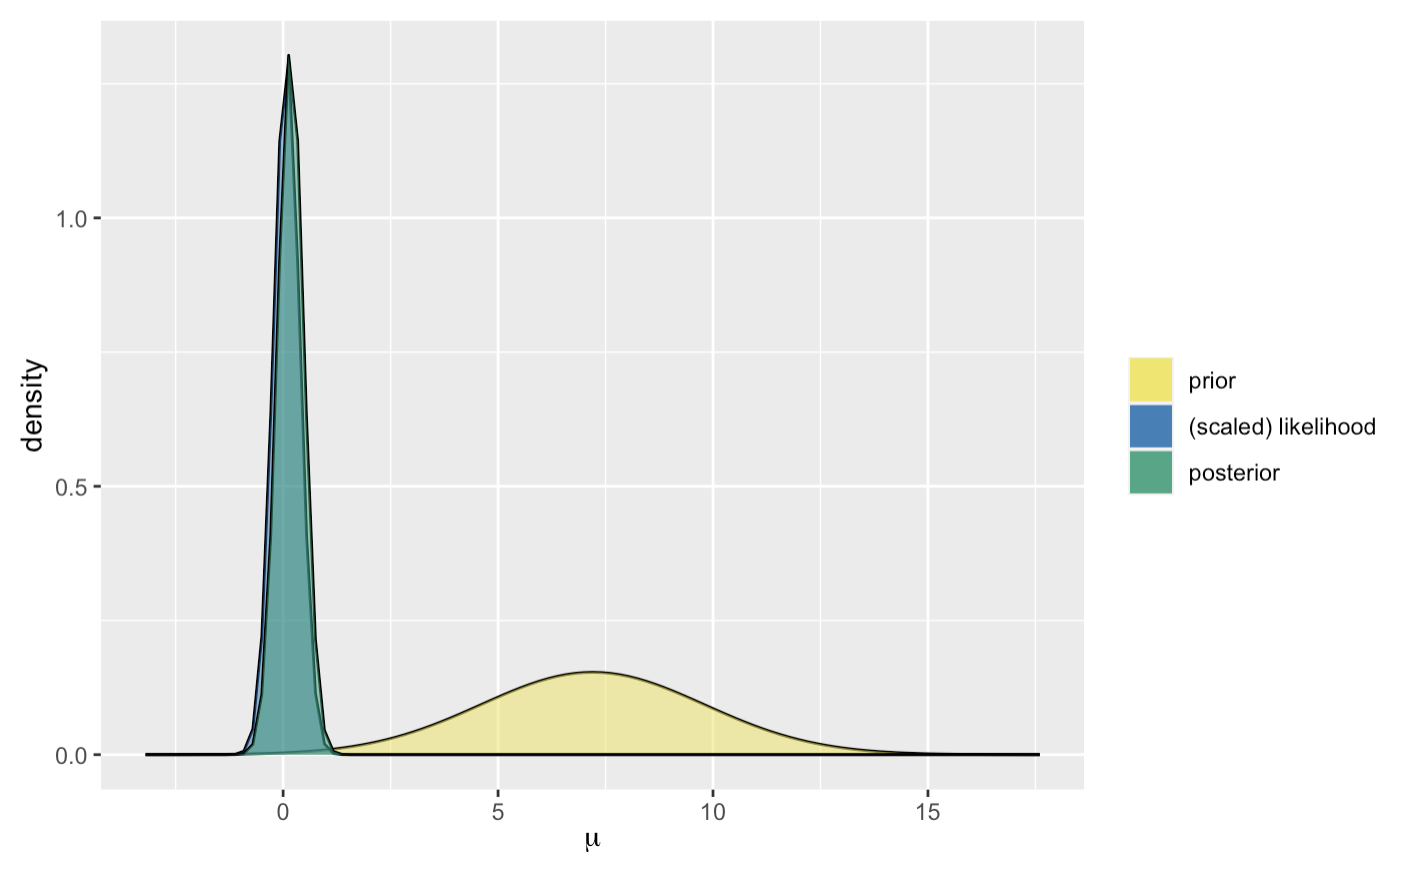 1.0
0.5
0.0
density
0
5
10
15
μ
prior
(scaled) likelihood
posterior